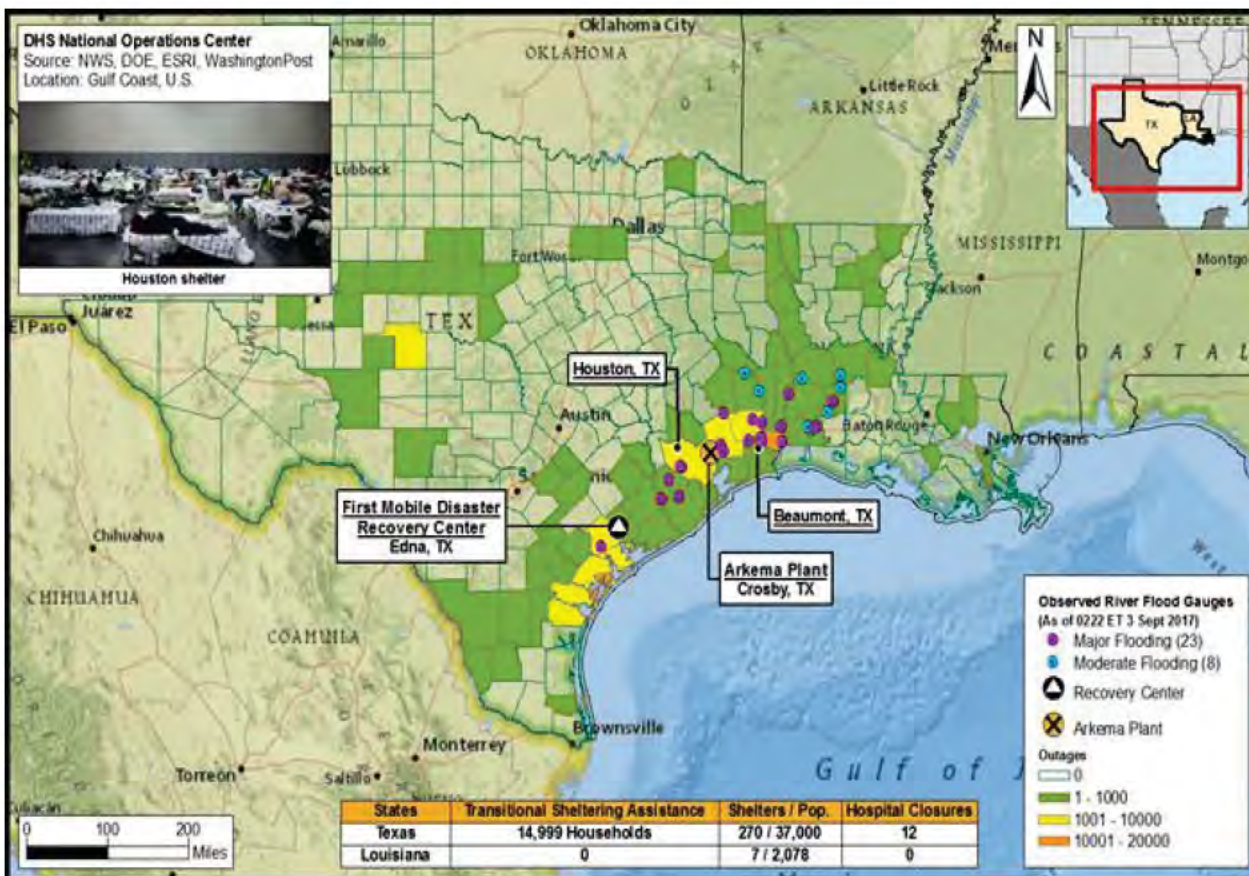 DHS National Operations Center
Source: NWS, DOE, ESRI, WashingtonPost
Location: Gulf Coast, U.S.
Houston shelter
Oklahoma City
OKLAHOMA
Amarillo
Lubbock
Little Rock
ARKANSAS
Mississippi
TENNESSEE
N
TX
LA
Dallas
MISSISSIPPI
Jackson
Juárez
El Paso
TEX
LLANO
COASTAL
Houston, TX
Austin
Baton Rouge
New Orleans
First Mobile Disaster
Recovery Center
Edna, TX
Beaumont, TX
Arkema Plant
Crosby, TX
Chihuahua
CHIHUAHUA
COAHUILA
Brownsville
Monterrey
Torreón
Saltillo
Gulf of
Observed River Flood Gauges
(As of 0222 ET 3 Sept 2017)
Major Flooding (23)
Moderate Flooding (8)
Recovery Center
Arkema Plant
Outages
0
1 - 1000
1001 - 10000
10001 - 20000
0 100 200
Miles
States Transitional Sheltering Assistance Shelters / Pop. Hospital Closures
Texas 14,999 Households 270 / 37,000 12
Louisiana 0 7 / 2,078 0